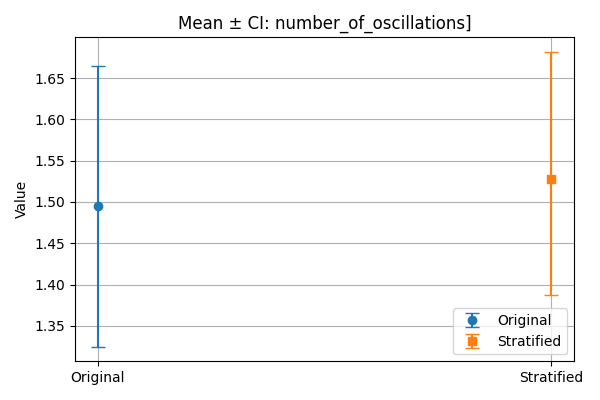 Mean ± CI: number_of_oscillations]
Value
1.65
1.60
1.55
1.50
1.45
1.40
1.35
Original
Stratified
Original
Stratified